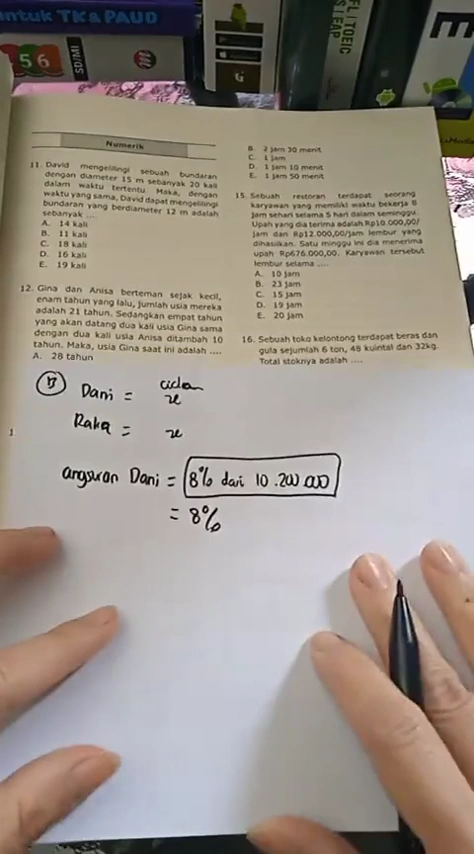 ntuk TK & PAUD
56
SD/MI
TOEIC
Numerik
11. David mengelilingi sebuah bundaran
dengan diameter 15 m sebanyak 20 kali
dalam waktu tertentu. Maka, dengan
waktu yang sama, David dapat mengelilingi
bundaran yang berdiameter 12 m adalah
sebanyak ....
A. 14 kali
B. 11 kali
C. 18 kali
D. 16 kali
E. 19 kali
12. Gina dan Anisa berteman sejak kecil,
enam tahun yang lalu, jumlah usia mereka
adalah 21 tahun. Sedangkan empat tahun
yang akan datang dua kali usia Gina sama
dengan dua kali usia Anisa ditambah 10
tahun. Maka, usia Gina saat ini adalah ....
A. 28 tahun
B. 2 jam 30 menit
C. 1 jam
D. 1 jam 10 menit
E. 1 jam 50 menit
15. Sebuah restoran terdapat seorang
karyawan yang memiliki waktu bekerja 8
jam sehari selama 5 hari dalam seminggu.
Upah yang dia terima adalah Rp10.000,00/
jam dan Rp12.000,00/jam lembur yang
dihasilkan. Satu minggu ini dia menerima
upah Rp676.000,00. Karyawan tersebut
lembur selama ....
A. 10 jam
B. 23 jam
C. 15 jam
D. 19 jam
E. 20 jam
16. Sebuah toko kelontong terdapat beras dan
gula sejumlah 6 ton, 48 kuintal dan 32kg.
Total stoknya adalah ....
Dani =
x
Raka = x
angsuran Dani = 8% dari 10.200.000
= 8%